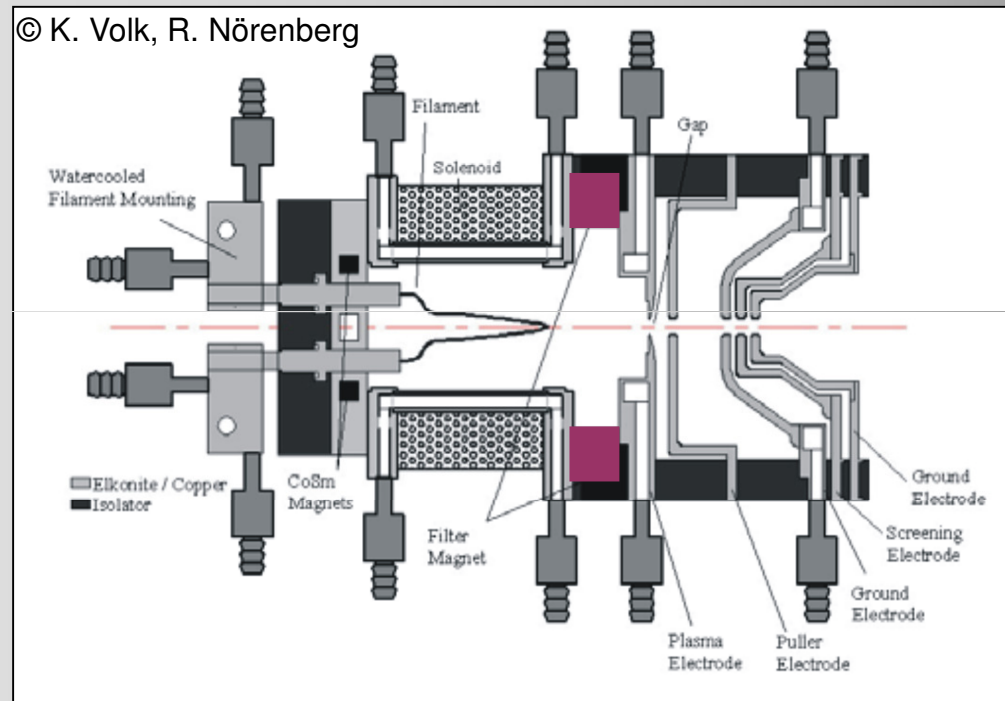 © K. Volk, R. Nörenberg
Filament
Gap
Solenoid
Watercooled
Filament Mounting
Elkonite / Copper
Isolator
CoSm
Magnets
Filter
Magnet
Ground
Electrode
Screening
Electrode
Ground
Electrode
Plasma
Electrode
Puller
Electrode